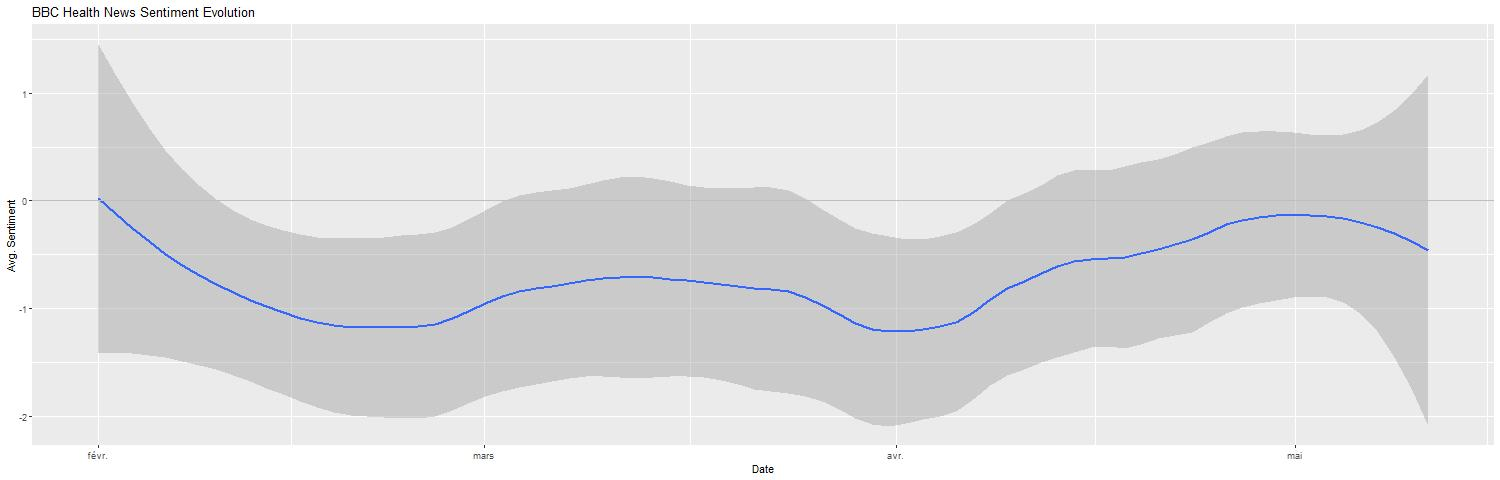 BBC Health News Sentiment Evolution
Avg. Sentiment
1
0
-1
-2
févr.
mars
avr.
mai
Date